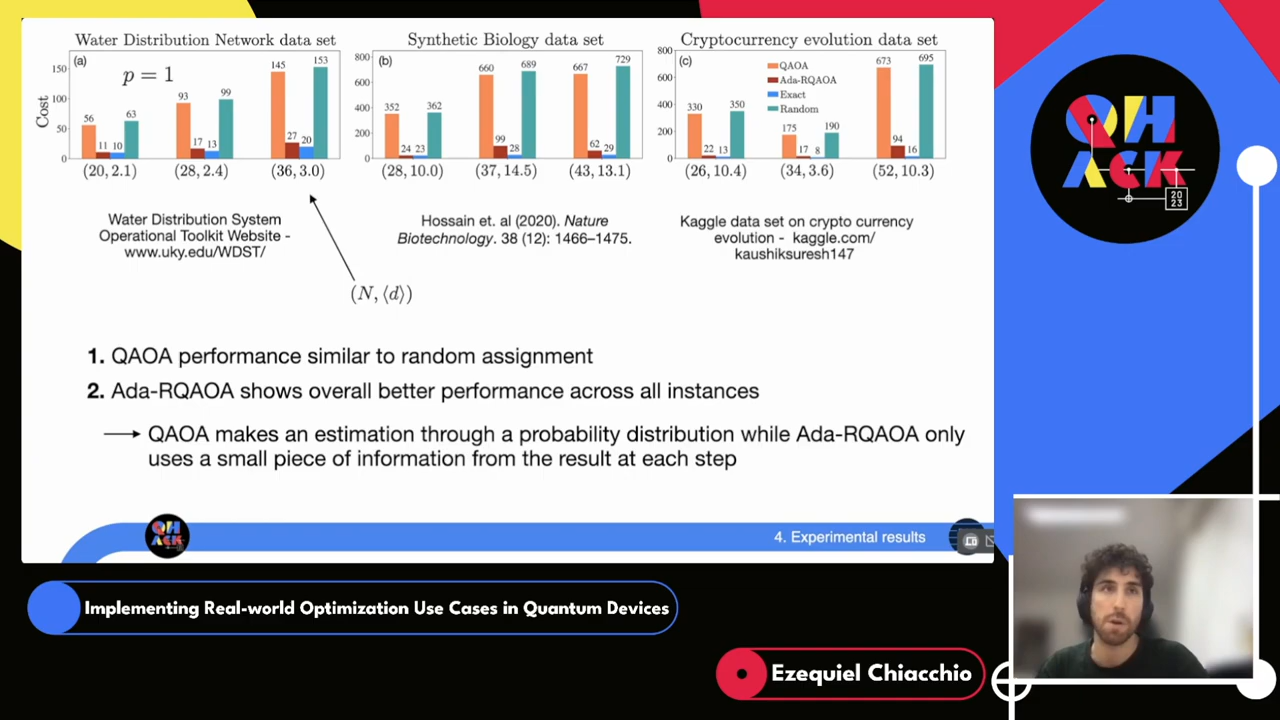 Water Distribution Network data set
Synthetic Biology data set
Cryptocurrency evolution data set
(a)
p = 1
Cost
150
100
50
0
56
11
10
63
93
17
13
99
145
27
20
153
(20, 2.1)
(28, 2.4)
(36, 3.0)
(b)
800
600
400
200
0
352
24
23
362
660
99
28
689
667
62
29
729
(28, 10.0)
(37, 14.5)
(43, 13.1)
(c)
800
600
400
200
0
QAOA
Ada-RQAOA
Exact
Random
330
22
13
350
175
17
8
190
673
94
16
695
(26, 10.4)
(34, 3.6)
(52, 10.3)
Water Distribution System
Operational Toolkit Website -
www.uky.edu/WDST/
Hossain et. al (2020). Nature
Biotechnology. 38 (12): 1466–1475.
Kaggle data set on crypto currency
evolution - kaggle.com/
kaushiksuresh147
(N, ⟨d⟩)
1. QAOA performance similar to random assignment
2. Ada-RQAOA shows overall better performance across all instances
QAOA makes an estimation through a probability distribution while Ada-RQAOA only
uses a small piece of information from the result at each step
QH
ACK
4. Experimental results
QH
ACK
2023
Implementing Real-world Optimization Use Cases in Quantum Devices
Ezequiel Chiacchio